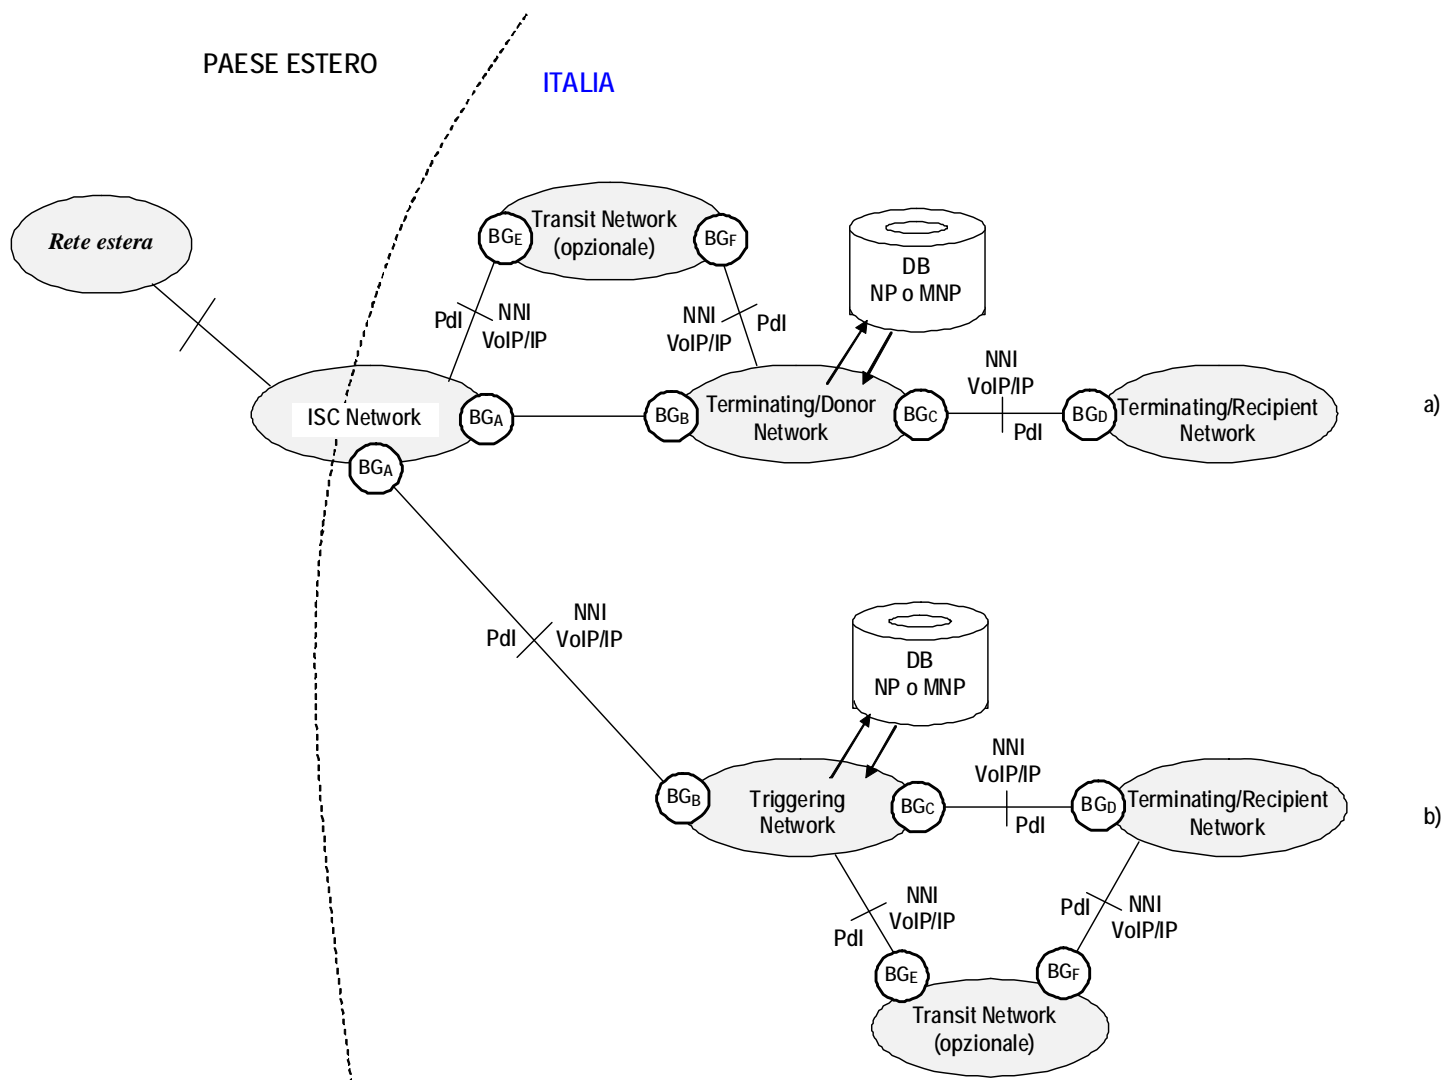 PAESE ESTERO
ITALIA
Rete estera
BGE
Transit Network
(opzionale)
BGF
DB
NP o MNP
PdI
NNI
VoIP/IP
NNI
VoIP/IP
PdI
ISC Network
BGA
BGB
Terminating/Donor
Network
BGC
NNI
VoIP/IP
PdI
BGD
Terminating/Recipient
Network
a)
BGA
PdI
NNI
VoIP/IP
DB
NP o MNP
BGB
Triggering
Network
BGC
NNI
VoIP/IP
PdI
BGD
Terminating/Recipient
Network
b)
NNI
VoIP/IP
PdI
PdI
NNI
VoIP/IP
BGE
BGF
Transit Network
(opzionale)